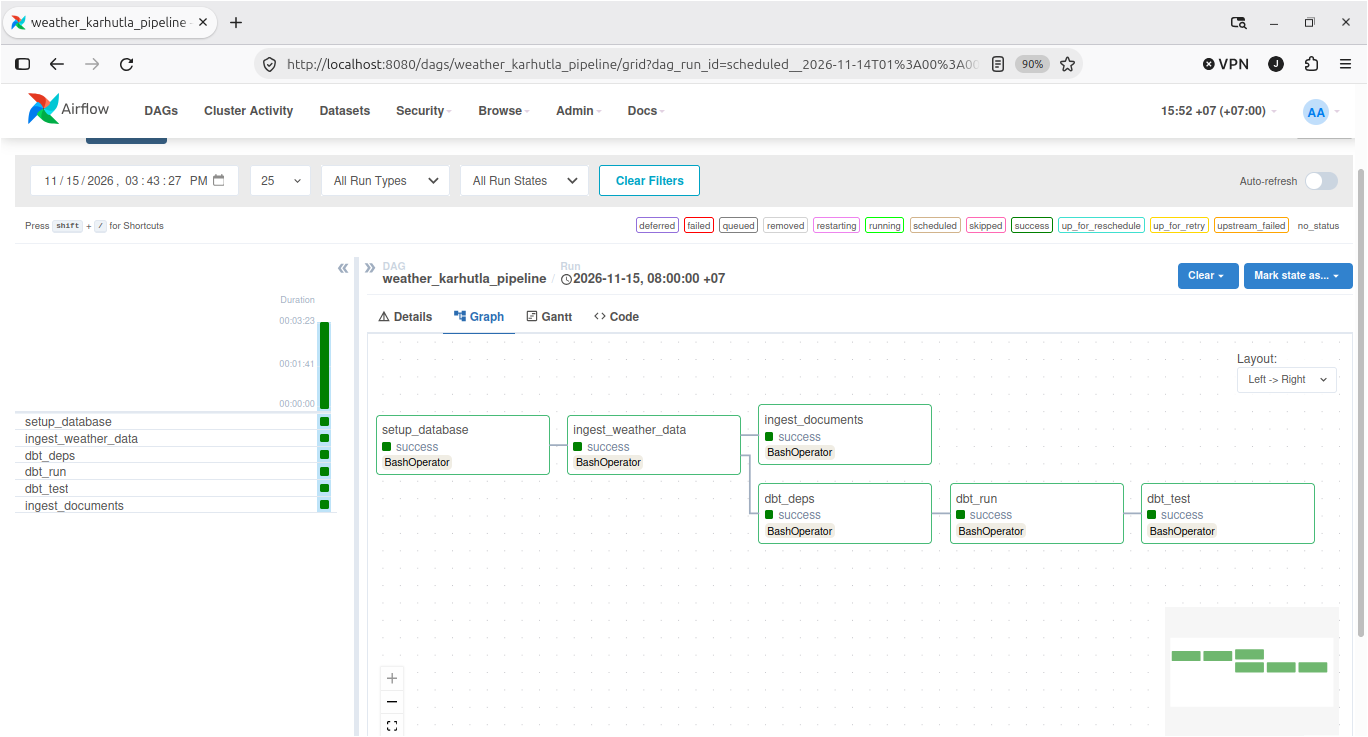 weather_karhutla_pipeline
http://localhost:8080/dags/weather_karhutla_pipeline/grid?dag_run_id=scheduled__2026-11-14T01%3A00%3A00 90% VPN J
Airflow DAGs Cluster Activity Datasets Security Browse Admin Docs 15:52 +07 (+07:00) AA
11/15/2026, 03:43:27 PM 25 All Run Types All Run States Clear Filters Auto-refresh
Press shift + / for Shortcuts deferred failed queued removed restarting running scheduled skipped success up_for_reschedule up_for_retry upstream_failed no_status
DAG Run
weather_karhutla_pipeline / 2026-11-15, 08:00:00 +07 Clear Mark state as...
Duration
00:03:23
00:01:41
00:00:00
setup_database
ingest_weather_data
dbt_deps
dbt_run
dbt_test
ingest_documents
Details Graph Gantt Code
Layout:
Left -> Right
setup_database
success
BashOperator
ingest_weather_data
success
BashOperator
ingest_documents
success
BashOperator
dbt_deps
success
BashOperator
dbt_run
success
BashOperator
dbt_test
success
BashOperator